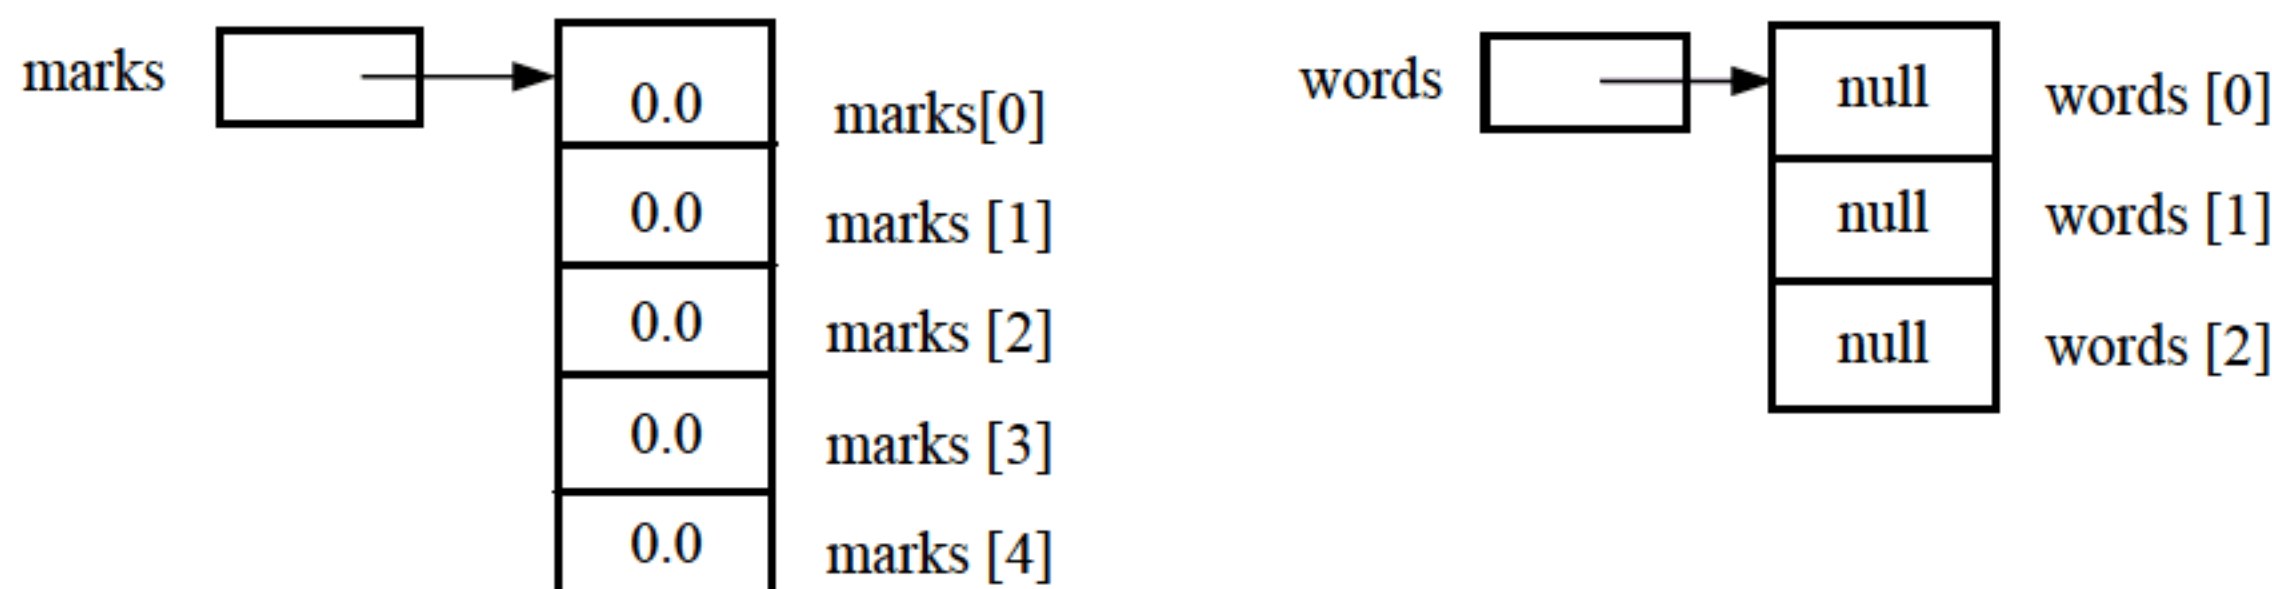 marks
0.0 marks[0]
0.0 marks [1]
0.0 marks [2]
0.0 marks [3]
0.0 marks [4]
words
null words [0]
null words [1]
null words [2]